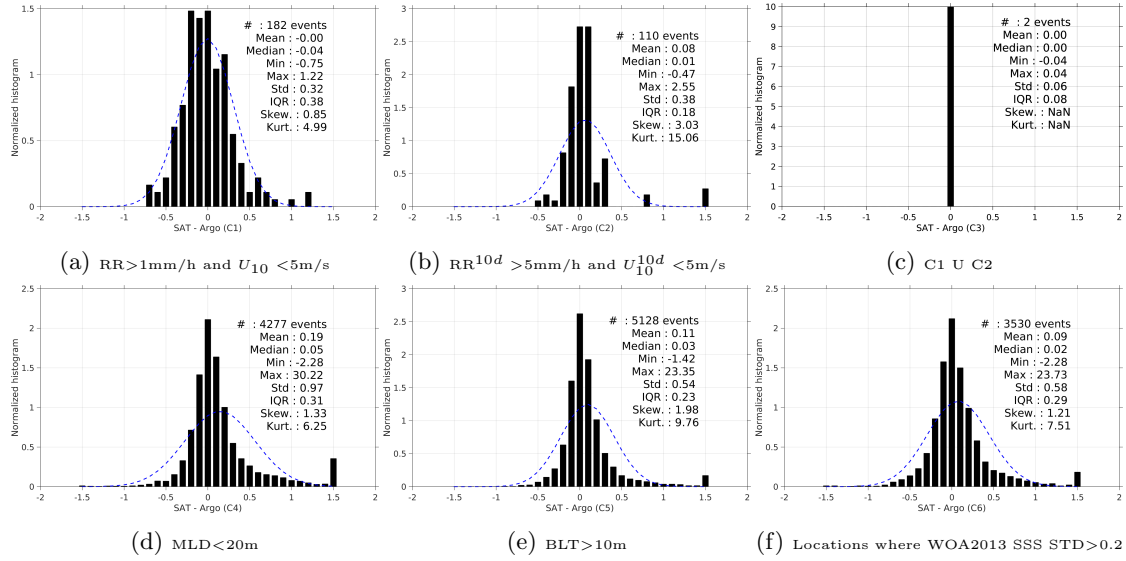 1.5
1
0.5
0
Normalized histogram
# : 182 events
Mean : -0.00
Median : -0.04
Min : -0.75
Max : 1.22
Std : 0.32
IQR : 0.38
Skew. : 0.85
Kurt. : 4.99
-2 -1.5 -1 -0.5 0 0.5 1 1.5 2
SAT - Argo (C1)
(a) RR>1mm/h and U10 <5m/s
3
2.5
2
1.5
1
0.5
0
Normalized histogram
# : 110 events
Mean : 0.08
Median : 0.01
Min : -0.47
Max : 2.55
Std : 0.38
IQR : 0.18
Skew. : 3.03
Kurt. : 15.06
-2 -1.5 -1 -0.5 0 0.5 1 1.5 2
SAT - Argo (C2)
(b) RR10d >5mm/h and U10 10d <5m/s
10
9
8
7
6
5
4
3
2
1
0
Normalized histogram
# : 2 events
Mean : 0.00
Median : 0.00
Min : -0.04
Max : 0.04
Std : 0.06
IQR : 0.08
Skew. : NaN
Kurt. : NaN
-2 -1.5 -1 -0.5 0 0.5 1 1.5 2
SAT - Argo (C3)
(c) C1 U C2
2.5
2
1.5
1
0.5
0
Normalized histogram
# : 4277 events
Mean : 0.19
Median : 0.05
Min : -2.28
Max : 30.22
Std : 0.97
IQR : 0.31
Skew. : 1.33
Kurt. : 6.25
-2 -1.5 -1 -0.5 0 0.5 1 1.5 2
SAT - Argo (C4)
(d) MLD<20m
3
2.5
2
1.5
1
0.5
0
Normalized histogram
# : 5128 events
Mean : 0.11
Median : 0.03
Min : -1.42
Max : 23.35
Std : 0.54
IQR : 0.23
Skew. : 1.98
Kurt. : 9.76
-2 -1.5 -1 -0.5 0 0.5 1 1.5 2
SAT - Argo (C5)
(e) BLT>10m
2.5
2
1.5
1
0.5
0
Normalized histogram
# : 3530 events
Mean : 0.09
Median : 0.02
Min : -2.28
Max : 23.73
Std : 0.58
IQR : 0.29
Skew. : 1.21
Kurt. : 7.51
-2 -1.5 -1 -0.5 0 0.5 1 1.5 2
SAT - Argo (C6)
(f) Locations where WOA2013 SSS STD>0.2